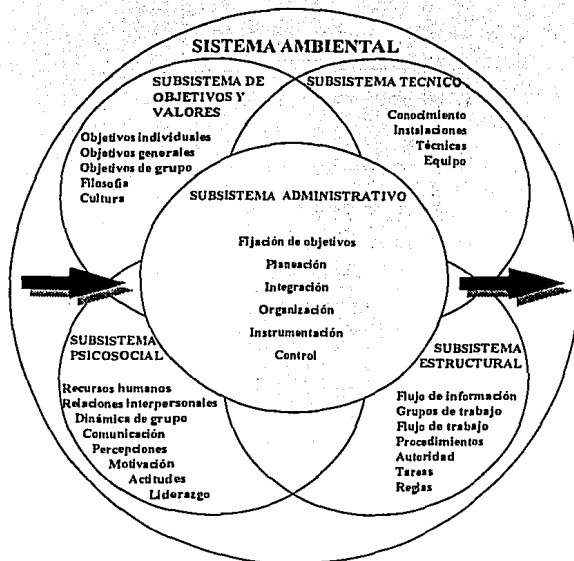 SISTEMA AMBIENTAL
SUBSISTEMA DE
OBJETIVOS Y
VALORES
Objetivos individuales
Objetivos generales
Objetivos de grupo
Filosofia
Cultura
SUBSISTEMA TECNICO
Conocimiento
Instalaciones
Técnicas
Equipo
SUBSISTEMA ADMINISTRATIVO
Fijación de objetivos
Planeación
Integración
Organización
Instrumentación
Control
SUBSISTEMA
PSICOSOCIAL
Recursos humanos
Relaciones interpersonales
Dinámica de grupo
Comunicación
Percepciones
Motivación
Actitudes
Liderazgo
SUBSISTEMA
ESTRUCTURAL
Flujo de información
Grupos de trabajo
Flujo de trabajo
Procedimientos
Autoridad
Tareas
Reglas